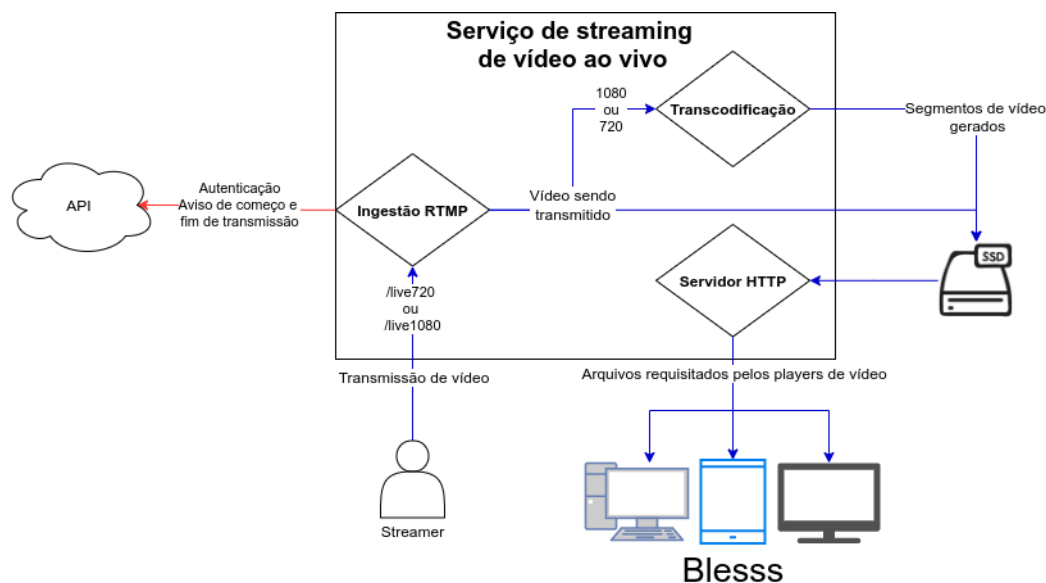 Serviço de streaming
de vídeo ao vivo
1080
ou
720
Transcodificação
Segmentos de vídeo
gerados
API
Autenticação
Aviso de começo e
fim de transmissão
Ingestão RTMP
Vídeo sendo
transmitido
SSD
Servidor HTTP
/live720
ou
/live1080
Transmissão de vídeo
Arquivos requisitados pelos players de vídeo
Streamer
Blesss